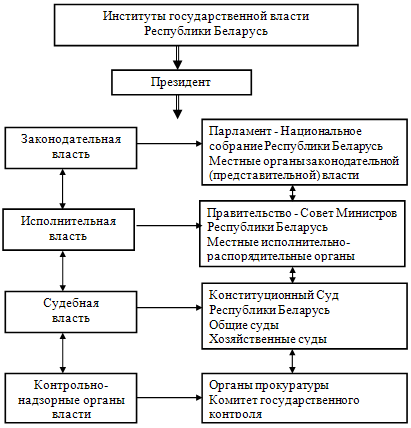 Институты государственной власти
Республики Беларусь
Президент
Законодательная
власть
Парламент - Национальное
собрание Республики Беларусь
Местные органы законодательной
(представительной) власти
Исполнительная
власть
Правительство - Совет Министров
Республики Беларусь
Местные исполнительно-
распорядительные органы
Судебная
власть
Конституционный Суд
Республики Беларусь
Общие суды
Хозяйственные суды
Контрольно-
надзорные органы
власти
Органы прокуратуры
Комитет государственного
контроля